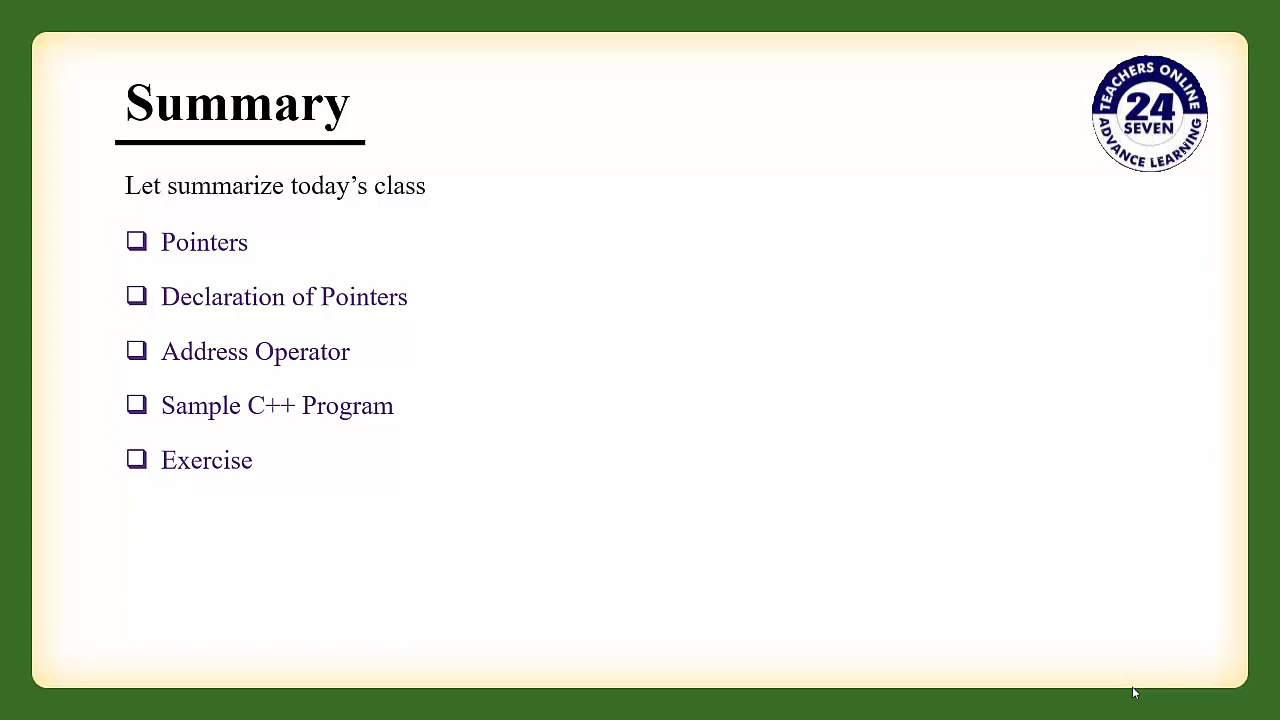 Summary
TEACHERS ONLINE
24
SEVEN
ADVANCE LEARNING
Let summarize today’s class
❑ Pointers
❑ Declaration of Pointers
❑ Address Operator
❑ Sample C++ Program
❑ Exercise